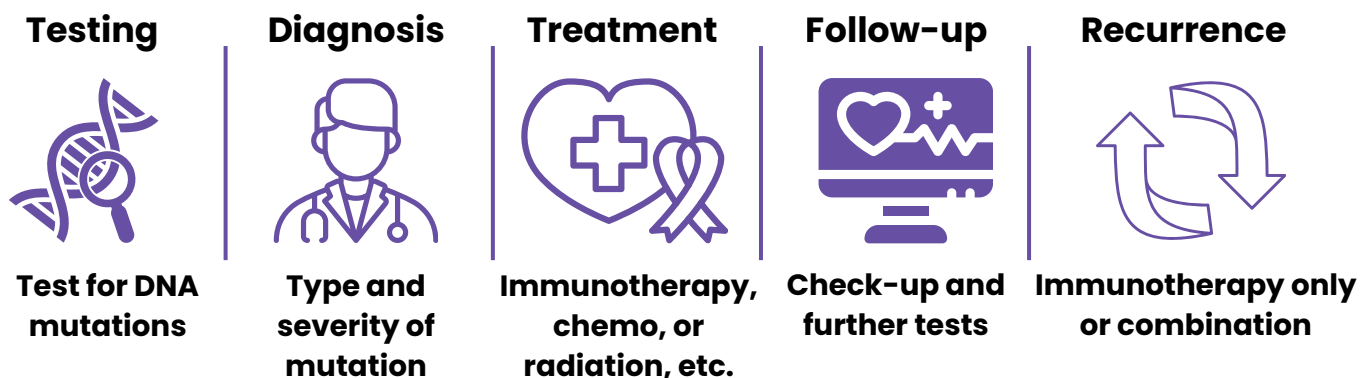 Testing
Diagnosis
Treatment
Follow-up
Recurrence
Test for DNA
mutations
Type and
severity of
mutation
Immunotherapy,
chemo, or
radiation, etc.
Check-up and
further tests
Immunotherapy only
or combination